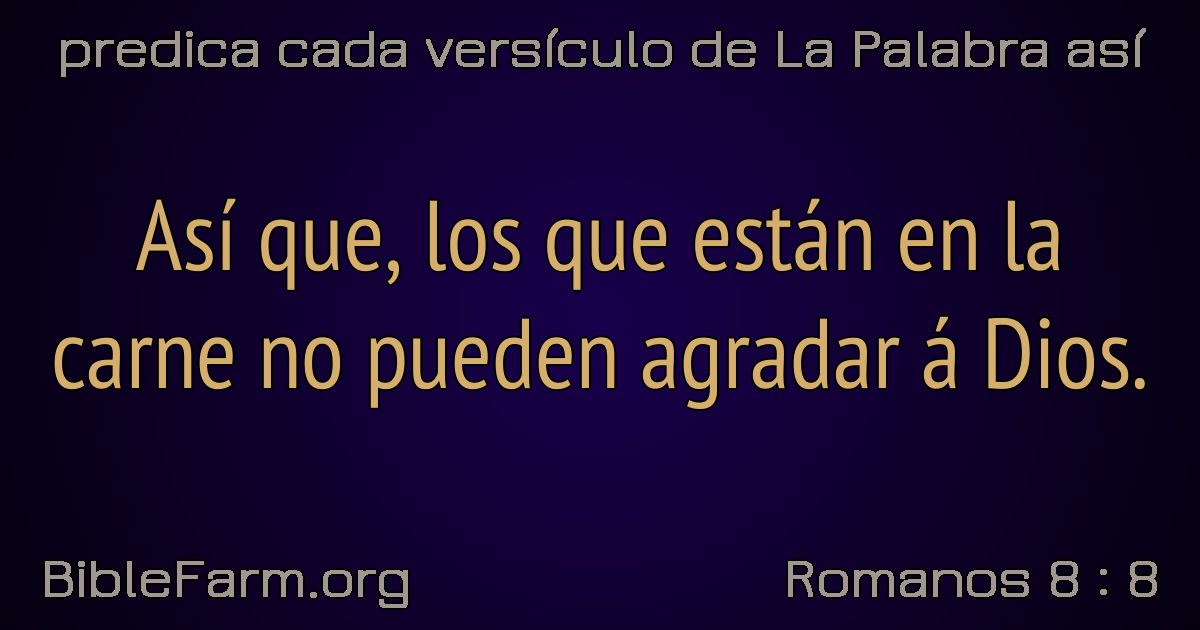 predica cada versículo de La Palabra así
Así que, los que están en la
carne no pueden agradar á Dios.
BibleFarm.org
Romanos 8 : 8